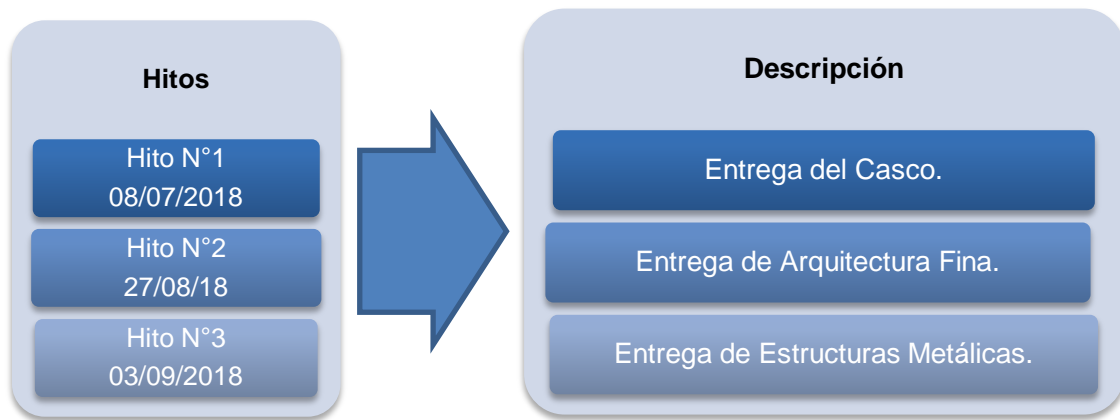 Hitos
Hito N°1
08/07/2018
Hito N°2
27/08/18
Hito N°3
03/09/2018
Descripción
Entrega del Casco.
Entrega de Arquitectura Fina.
Entrega de Estructuras Metálicas.